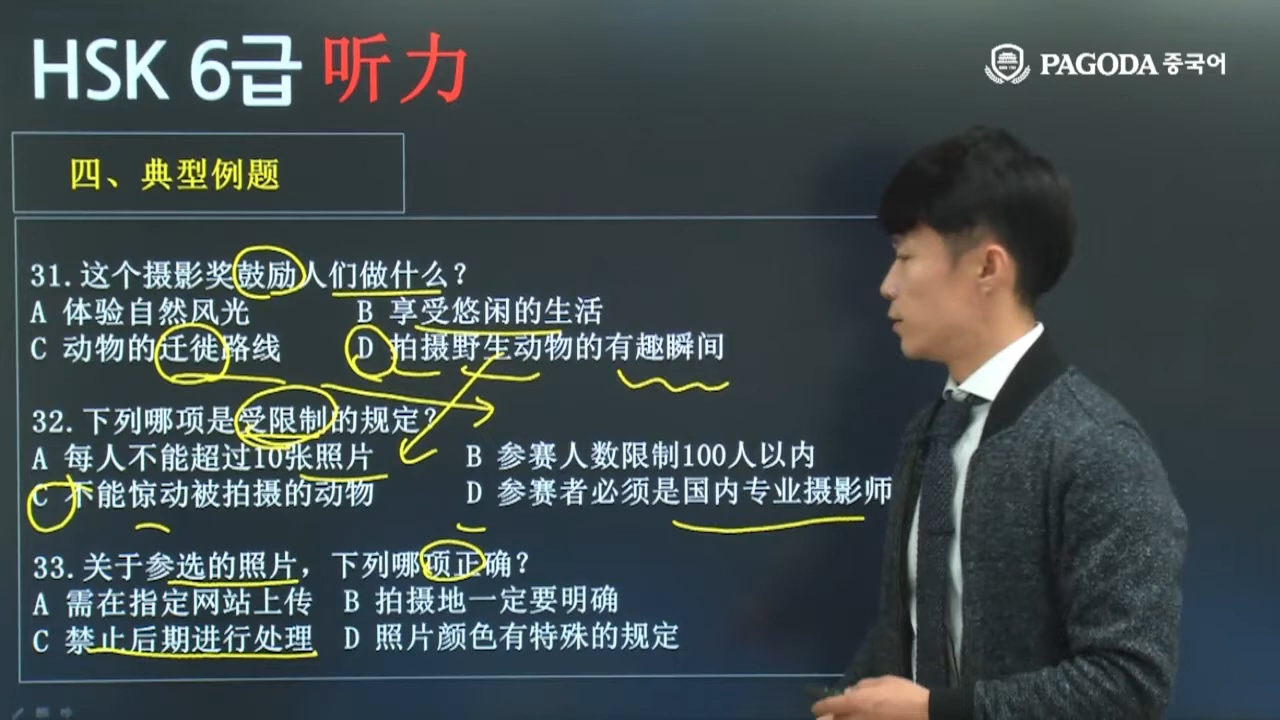 HSK 6급 听力
PAGODA 중국어
四、典型例题
31.这个摄影奖鼓励人们做什么？
A 体验自然风光 B 享受悠闲的生活
C 动物的迁徙路线 D 拍摄野生动物的有趣瞬间
32.下列哪项是受限制的规定？
A 每人不能超过10张照片 B 参赛人数限制100人以内
C 不能惊动被拍摄的动物 D 参赛者必须是国内专业摄影师
33.关于参选的照片，下列哪项正确？
A 需在指定网站上传 B 拍摄地一定要明确
C 禁止后期进行处理 D 照片颜色有特殊的规定